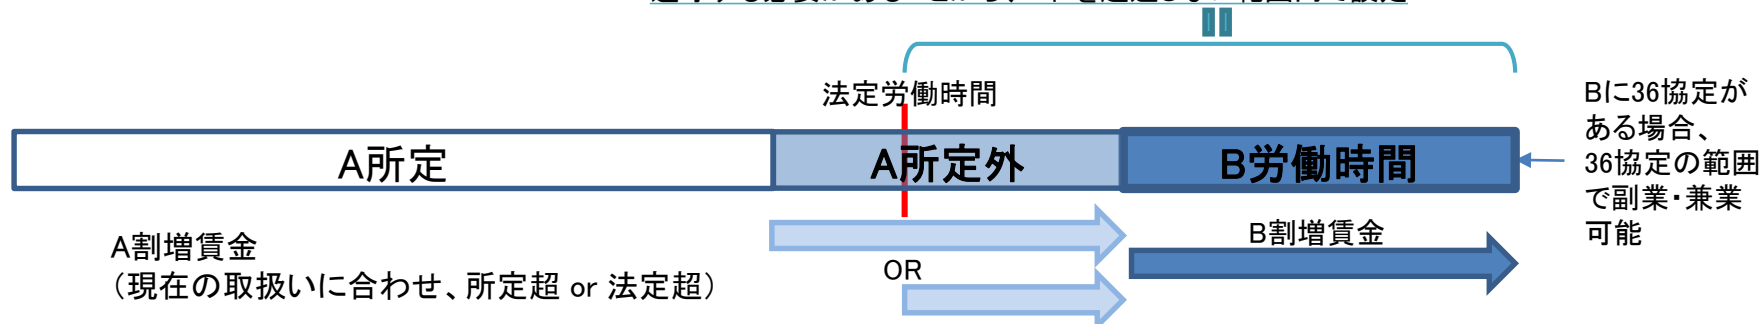 法定労働時間
A所定
A所定外
B労働時間
Bに36協定が
ある場合、
36協定の範囲
で副業・兼業
可能
A割増賃金
（現在の取扱いに合わせ、所定超 or 法定超）
OR
B割増賃金